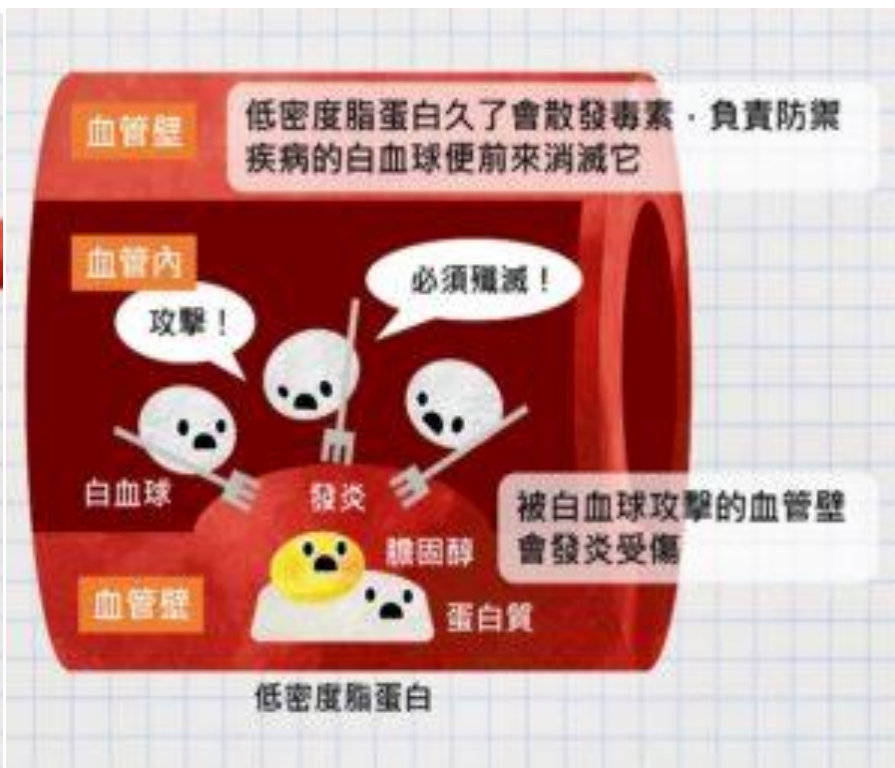 血管壁
低密度脂蛋白久了會散發毒素，負責防禦
疾病的白血球便前來消滅它
血管內
必須殲滅！
攻擊！
白血球
發炎
被白血球攻擊的血管壁
會發炎受傷
膽固醇
血管壁
蛋白質
低密度脂蛋白